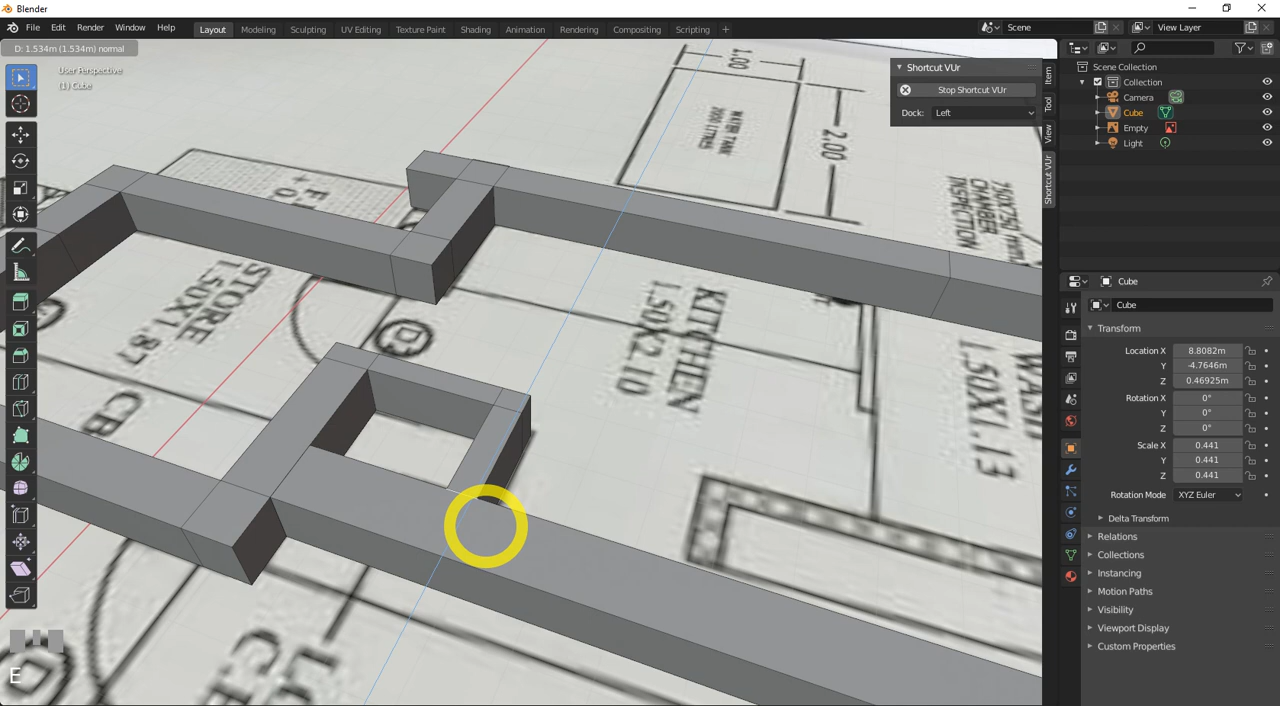 Blender
File Edit Render Window Help Layout Modeling Sculpting UV Editing Texture Paint Shading Animation Rendering Compositing Scripting + Scene View Layer
D: 1.534m (1.534m) normal
User Perspective
(1) Cube
Shortcut VUr
Stop Shortcut VUr
Dock: Left
Item
Tool
View
Shortcut VUr
Scene Collection
Collection
Camera
Cube
Empty
Light
Cube
Cube
Transform
Location X 8.8082m
Y -4.7646m
Z 0.46925m
Rotation X 0°
Y 0°
Z 0°
Scale X 0.441
Y 0.441
Z 0.441
Rotation Mode XYZ Euler
Delta Transform
Relations
Collections
Instancing
Motion Paths
Visibility
Viewport Display
Custom Properties
1.00
WATER TANK
2.00
CHAMBER
INSPECTION
STORE
1.50X1.87
D3
KITCHEN
1.50X2.10
1.50X1.13
CB
E